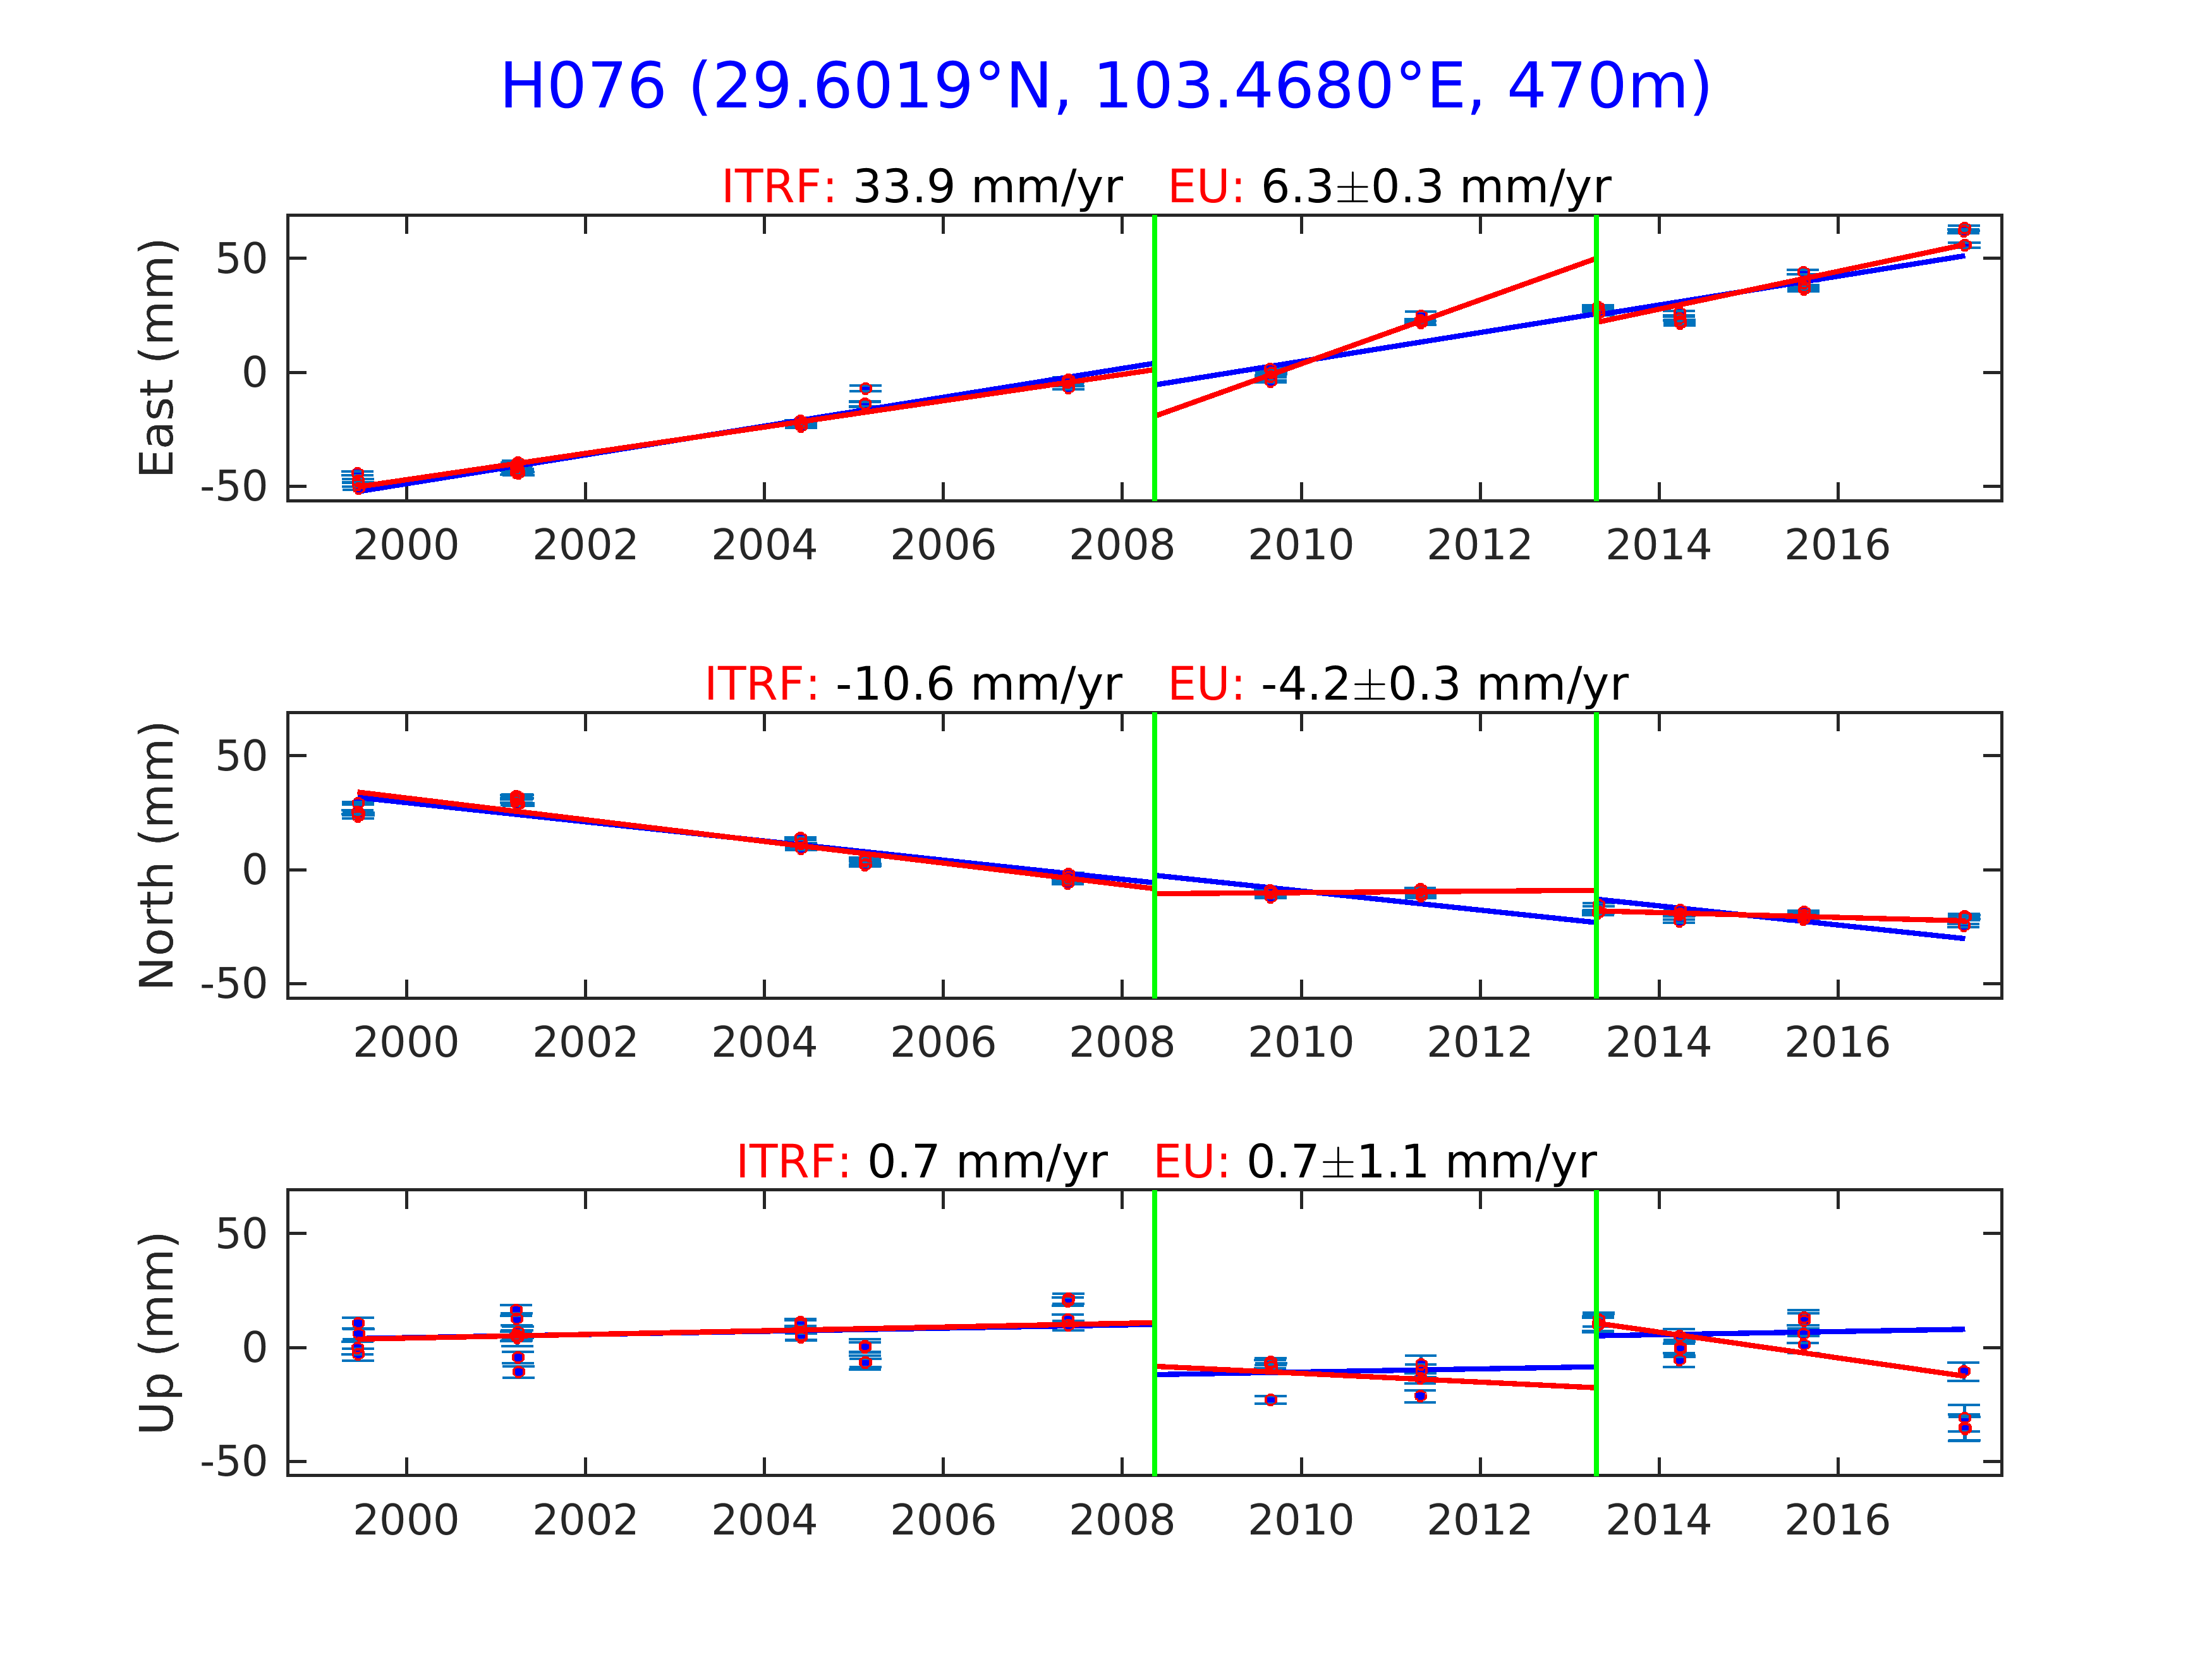 H076 (29.6019°N, 103.4680°E, 470m)
ITRF: 33.9 mm/yr EU: 6.3±0.3 mm/yr
East (mm)
50
0
-50
2000 2002 2004 2006 2008 2010 2012 2014 2016
ITRF: -10.6 mm/yr EU: -4.2±0.3 mm/yr
North (mm)
50
0
-50
2000 2002 2004 2006 2008 2010 2012 2014 2016
ITRF: 0.7 mm/yr EU: 0.7±1.1 mm/yr
Up (mm)
50
0
-50
2000 2002 2004 2006 2008 2010 2012 2014 2016